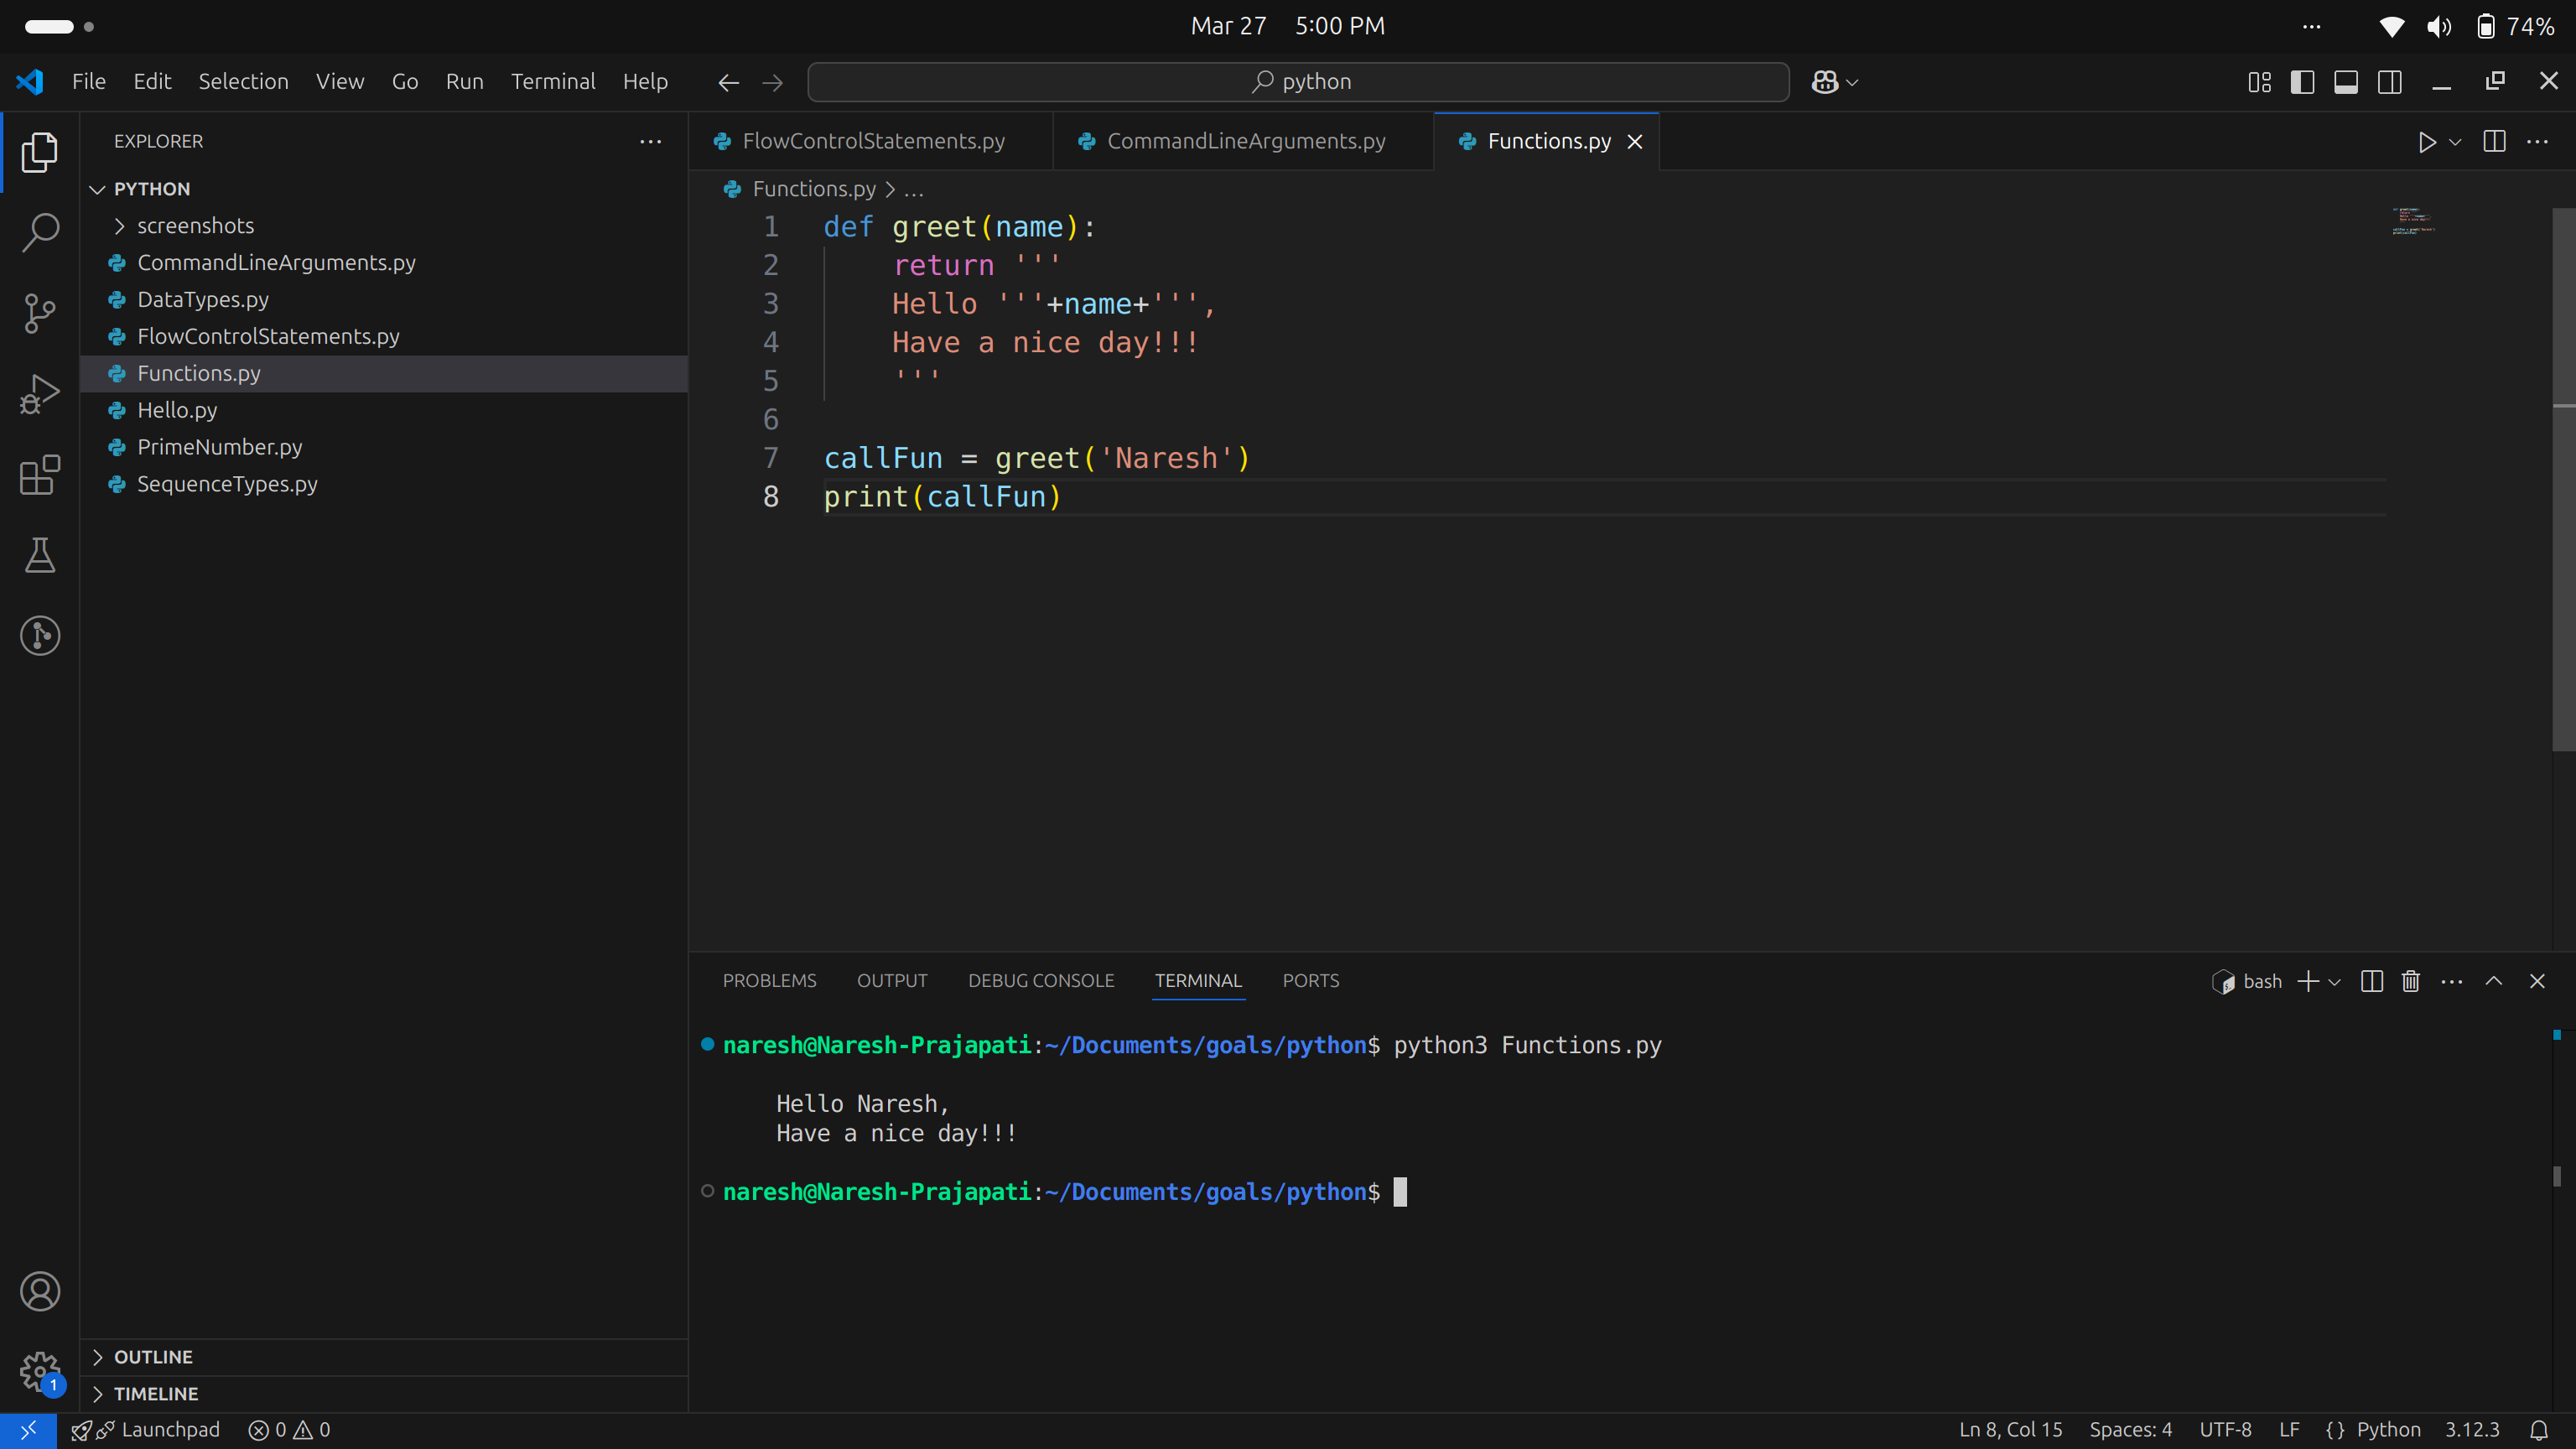 Mar 27 5:00 PM
74%
File Edit Selection View Go Run Terminal Help
python
EXPLORER
FlowControlStatements.py
CommandLineArguments.py
Functions.py
PYTHON
screenshots
CommandLineArguments.py
DataTypes.py
FlowControlStatements.py
Functions.py
Hello.py
PrimeNumber.py
SequenceTypes.py
Functions.py > ...
1 def greet(name):
2     return '''
3     Hello '''+name+''',
4     Have a nice day!!!
5     '''
6
7 callFun = greet('Naresh')
8 print(callFun)
PROBLEMS OUTPUT DEBUG CONSOLE TERMINAL PORTS
bash
naresh@Naresh-Prajapati:~/Documents/goals/python$ python3 Functions.py
    Hello Naresh,
    Have a nice day!!!
naresh@Naresh-Prajapati:~/Documents/goals/python$
OUTLINE
1
TIMELINE
Launchpad 0 0
Ln 8, Col 15 Spaces: 4 UTF-8 LF {} Python 3.12.3